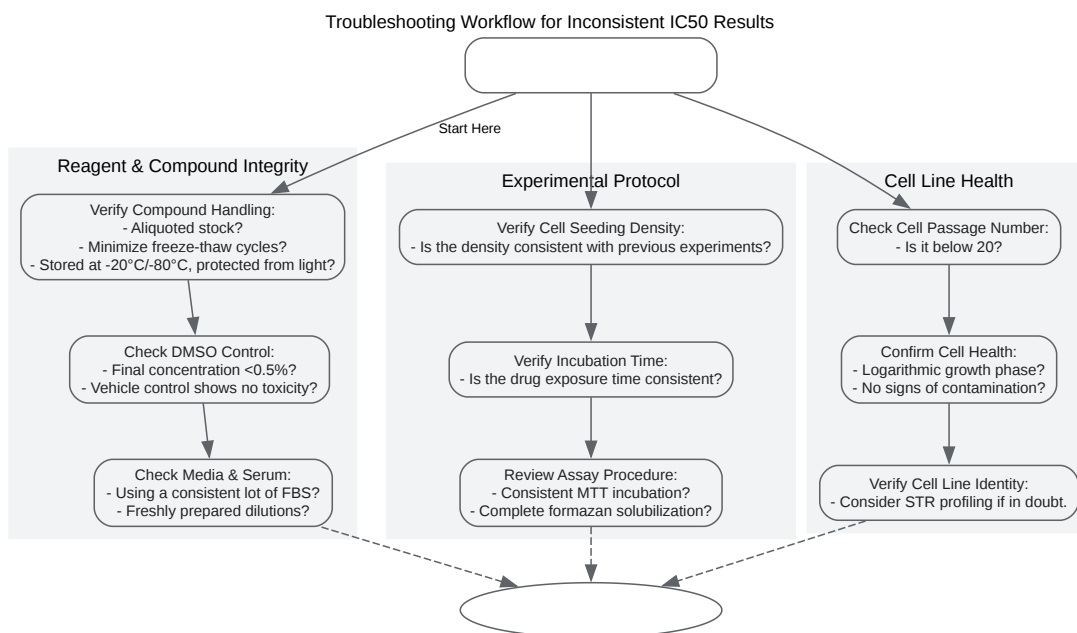 Troubleshooting Workflow for Inconsistent IC50 Results
Start Here
Reagent & Compound Integrity
Verify Compound Handling:
- Aliquoted stock?
- Minimize freeze-thaw cycles?
- Stored at -20°C/-80°C, protected from light?
Check DMSO Control:
- Final concentration <0.5%?
- Vehicle control shows no toxicity?
Check Media & Serum:
- Using a consistent lot of FBS?
- Freshly prepared dilutions?
Experimental Protocol
Verify Cell Seeding Density:
- Is the density consistent with previous experiments?
Verify Incubation Time:
- Is the drug exposure time consistent?
Review Assay Procedure:
- Consistent MTT incubation?
- Complete formazan solubilization?
Cell Line Health
Check Cell Passage Number:
- Is it below 20?
Confirm Cell Health:
- Logarithmic growth phase?
- No signs of contamination?
Verify Cell Line Identity:
- Consider STR profiling if in doubt.